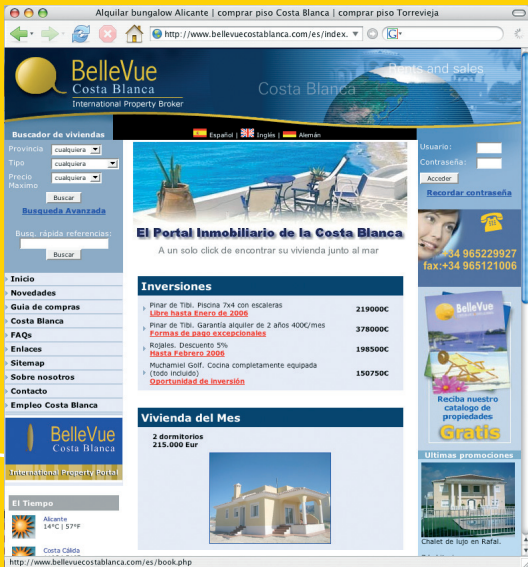 Alquilar bungalow Alicante | comprar piso Costa Blanca | comprar piso Torrevieja
http://www.bellevuecostablanca.com/es/index.
BelleVue
Costa Blanca
International Property Broker
Costa Blanca
Rents and sales
Español | Inglés | Alemán
Buscador de viviendas
Provincia cualquiera
Tipo cualquiera
Precio Maximo cualquiera
Buscar
Busqueda Avanzada
Busq. rápida referencias:
Buscar
Inicio
Novedades
Guia de compras
Costa Blanca
FAQs
Enlaces
Sitemap
Sobre nosotros
Contacto
Empleo Costa Blanca
BelleVue
Costa Blanca
International Property Portal
El Tiempo
Alicante
14°C | 57°F
Costa Cálida
El Portal Inmobiliario de la Costa Blanca
A un solo click de encontrar su vivienda junto al mar
Inversiones
Pinar de Tibi. Piscina 7x4 con escaleras
Libre hasta Enero de 2006
219000€
Pinar de Tibi. Garantía alquiler de 2 años 400€/mes
Formas de pago excepcionales
378000€
Rojales. Descuento 5%
Hasta Febrero 2006
198500€
Muchamiel Golf. Cocina completamente equipada
(todo incluido)
Oportunidad de inversión
150750€
Vivienda del Mes
2 dormitorios
215.000 Eur
Usuario:
Contraseña:
Acceder
Recordar contraseña
+34 965229927
fax:+34 965121006
BelleVue
Reciba nuestro
catalogo de
propiedades
Gratis
Ultimas promociones
Chalet de lujo en Rafal.
http://www.bellevuecostablanca.com/es/book.php